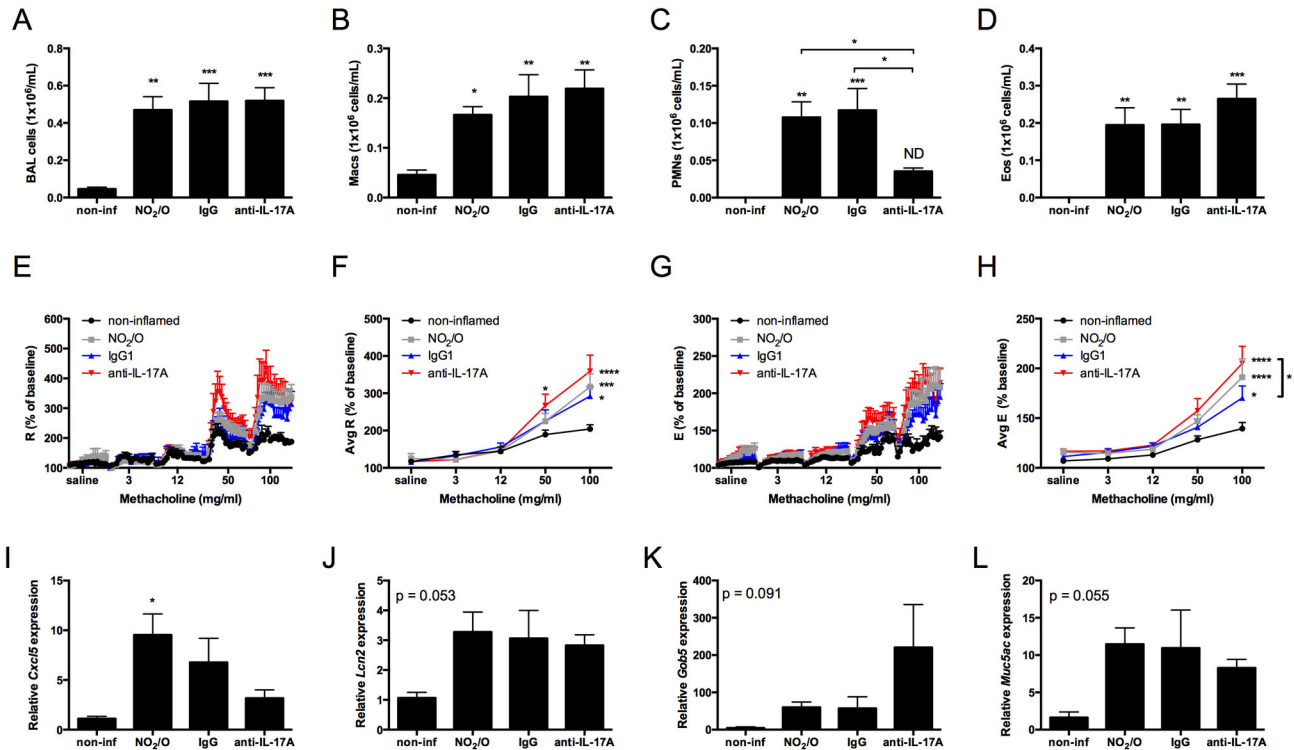 A
BAL cells (1x10⁶/mL)
0.8
0.6
0.4
0.2
0.0
**
***
***
non-inf NO₂/O IgG anti-IL-17A
B
Macs (1x10⁶ cells/mL)
0.3
0.2
0.1
0.0
*
**
**
non-inf NO₂/O IgG anti-IL-17A
C
PMNs (1x10⁶ cells/mL)
0.20
0.15
0.10
0.05
0.00
*
*
**
***
ND
non-inf NO₂/O IgG anti-IL-17A
D
Eos (1x10⁶ cells/mL)
0.4
0.3
0.2
0.1
0.0
**
**
***
non-inf NO₂/O IgG anti-IL-17A
E
R (% of baseline)
600
500
400
300
200
100
non-inflamed
NO₂/O
IgG1
anti-IL-17A
saline 3 12 50 100
Methacholine (mg/ml)
F
Avg R (% of baseline)
500
400
300
200
100
non-inflamed
NO₂/O
IgG1
anti-IL-17A
*
****
***
*
saline 3 12 50 100
Methacholine (mg/ml)
G
E (% of baseline)
300
250
200
150
100
non-inflamed
NO₂/O
IgG1
anti-IL-17A
saline 3 12 50 100
Methacholine (mg/ml)
H
Avg E (% baseline)
250
200
150
100
non-inflamed
NO₂/O
IgG1
anti-IL-17A
****
****
*
*
saline 3 12 50 100
Methacholine (mg/ml)
I
Relative Cxcl5 expression
15
10
5
0
*
non-inf NO₂/O IgG anti-IL-17A
J
Relative Lcn2 expression
5
4
3
2
1
0
p = 0.053
non-inf NO₂/O IgG anti-IL-17A
K
Relative Gob5 expression
400
300
200
100
0
p = 0.091
non-inf NO₂/O IgG anti-IL-17A
L
Relative Muc5ac expression
20
15
10
5
0
p = 0.055
non-inf NO₂/O IgG anti-IL-17A